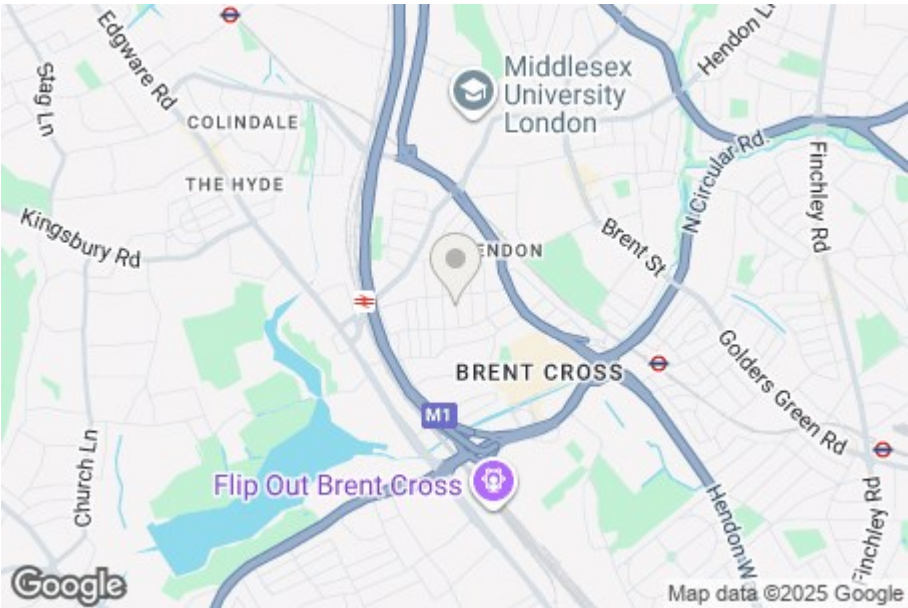 Edgware Rd
Stag Ln
COLINDALE
THE HYDE
Kingsbury Rd
Middlesex
University
London
Hendon L
N Circular Rd
Finchley Rd
ENDON
Brent St
BRENT CROSS
Golders Green Rd
M1
Church Ln
Flip Out Brent Cross
Hendon W
Finchley Rd
Google
Map data ©2025 Google